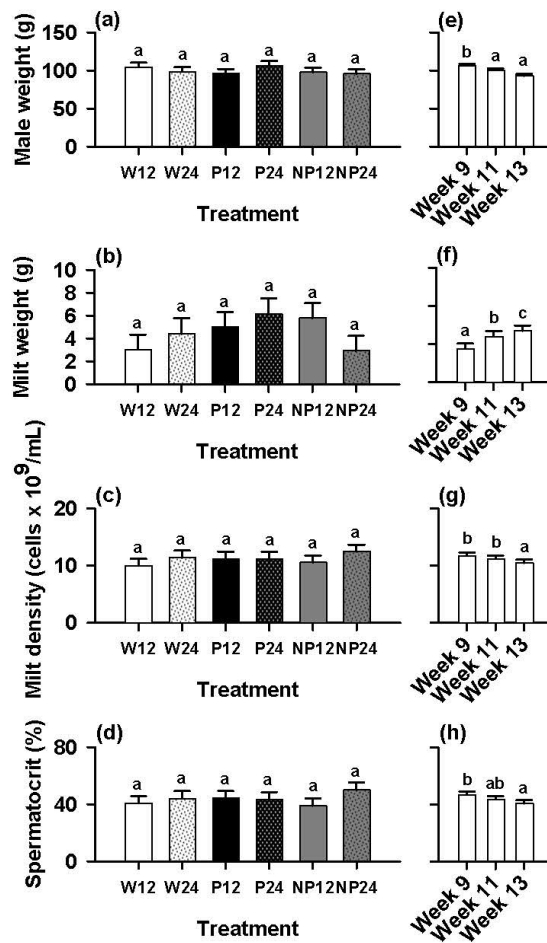 (a)
(e)
Male weight (g)
150
100
50
0
a a a a a a
b a a
W12 W24 P12 P24 NP12 NP24
Treatment
Week 9
Week 11
Week 13
(b)
(f)
Milt weight (g)
10
8
6
4
2
0
a a a a a a
a b c
W12 W24 P12 P24 NP12 NP24
Treatment
Week 9
Week 11
Week 13
(c)
(g)
Milt density (cells x 10⁹/mL)
20
10
0
a a a a a a
b b a
W12 W24 P12 P24 NP12 NP24
Treatment
Week 9
Week 11
Week 13
(d)
(h)
Spermatocrit (%)
80
40
0
a a a a a a
b ab a
W12 W24 P12 P24 NP12 NP24
Treatment
Week 9
Week 11
Week 13